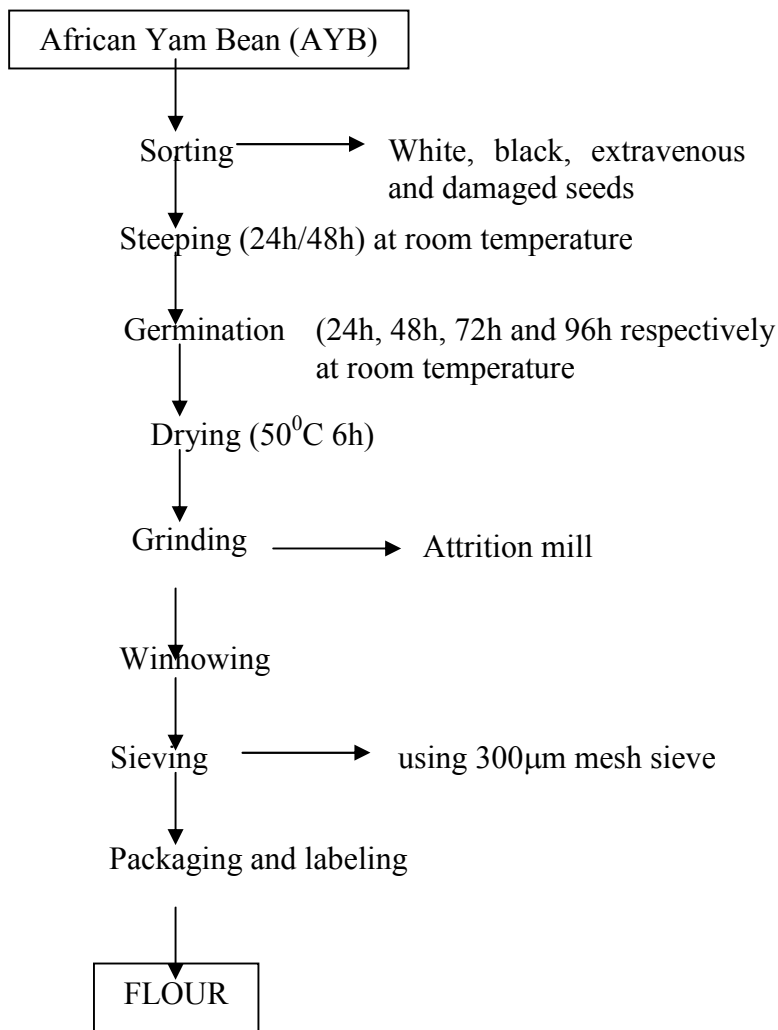 African Yam Bean (AYB)
Sorting White, black, extravenous
and damaged seeds
Steeping (24h/48h) at room temperature
Germination (24h, 48h, 72h and 96h respectively
at room temperature
Drying (50⁰C 6h)
Grinding Attrition mill
Winnowing
Sieving using 300μm mesh sieve
Packaging and labeling
FLOUR